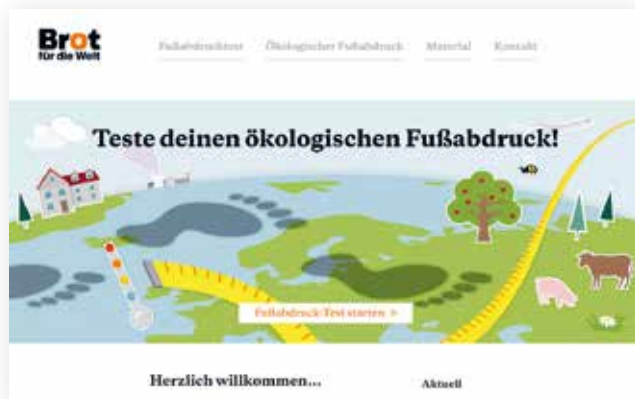 Brot
für die Welt
Fußabdrucktest Ökologischer Fußabdruck Material Kontakt
Teste deinen ökologischen Fußabdruck!
Fußabdruck-Test starten »
Herzlich willkommen...
Aktuell